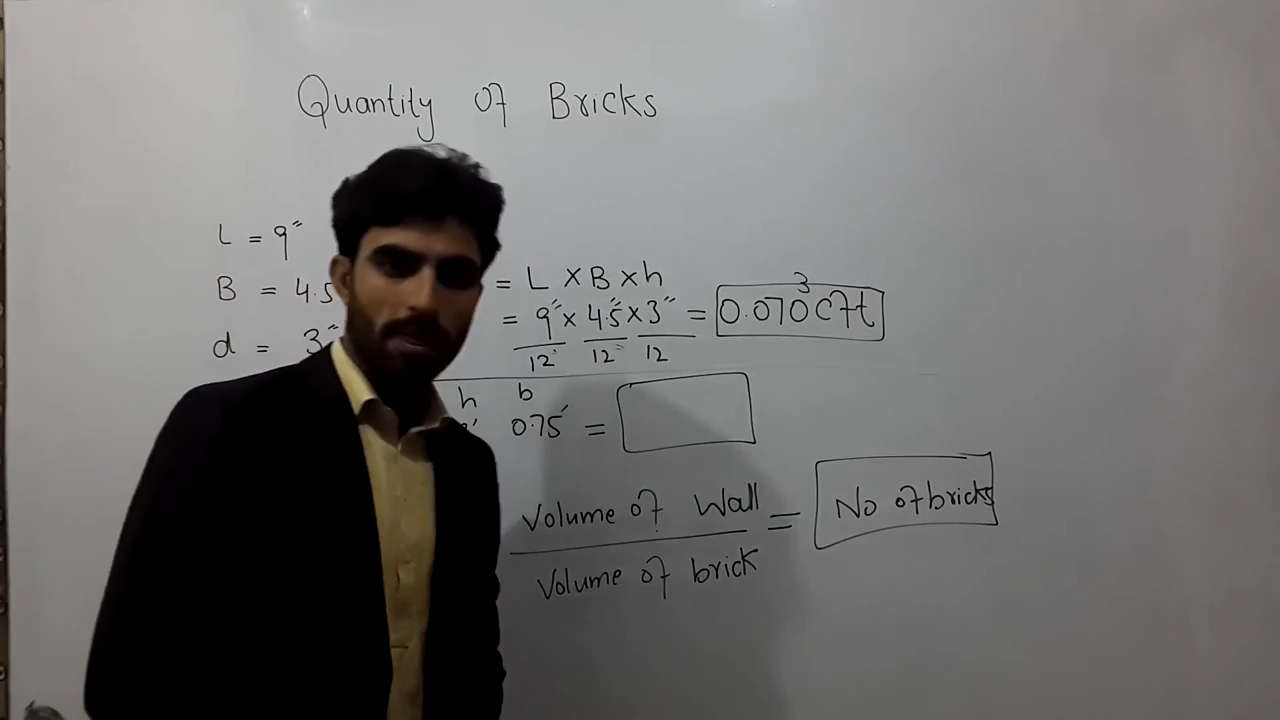 Quantity of Bricks
L = 9"
B = 4.5
d = 3"
= L × B × h
= 9"/12 × 4.5"/12 × 3"/12 = 0.070 3 cft
h b
0.75' =
Volume of Wall / Volume of brick = No of bricks